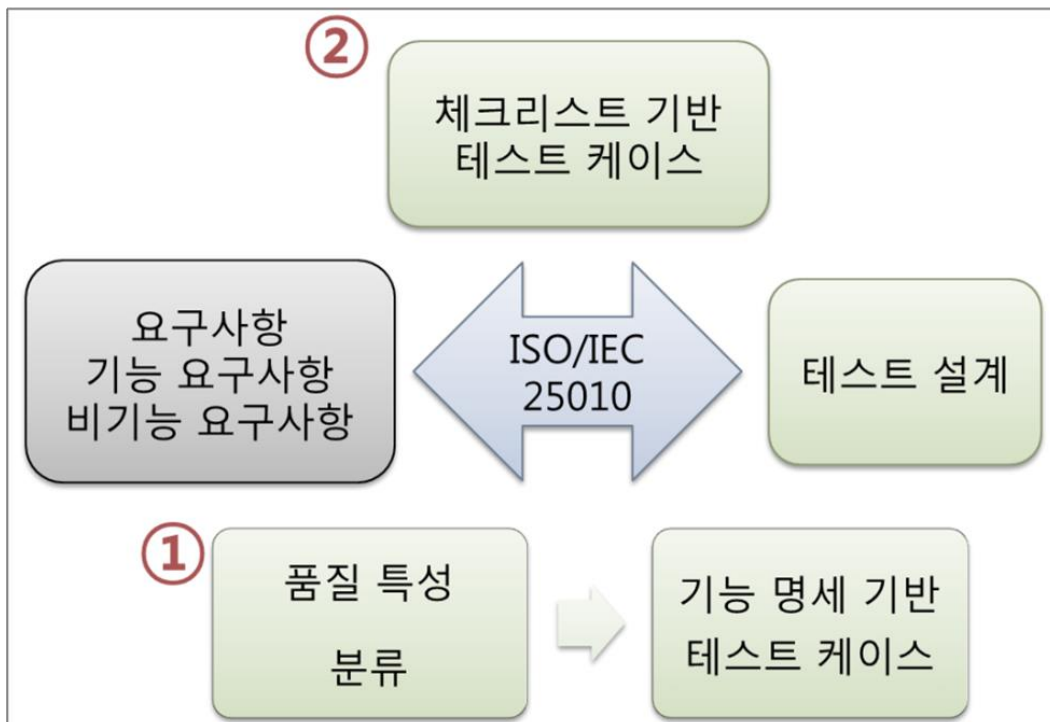 ②
체크리스트 기반
테스트 케이스
요구사항
기능 요구사항
비기능 요구사항
ISO/IEC
25010
테스트 설계
①
품질 특성
분류
기능 명세 기반
테스트 케이스